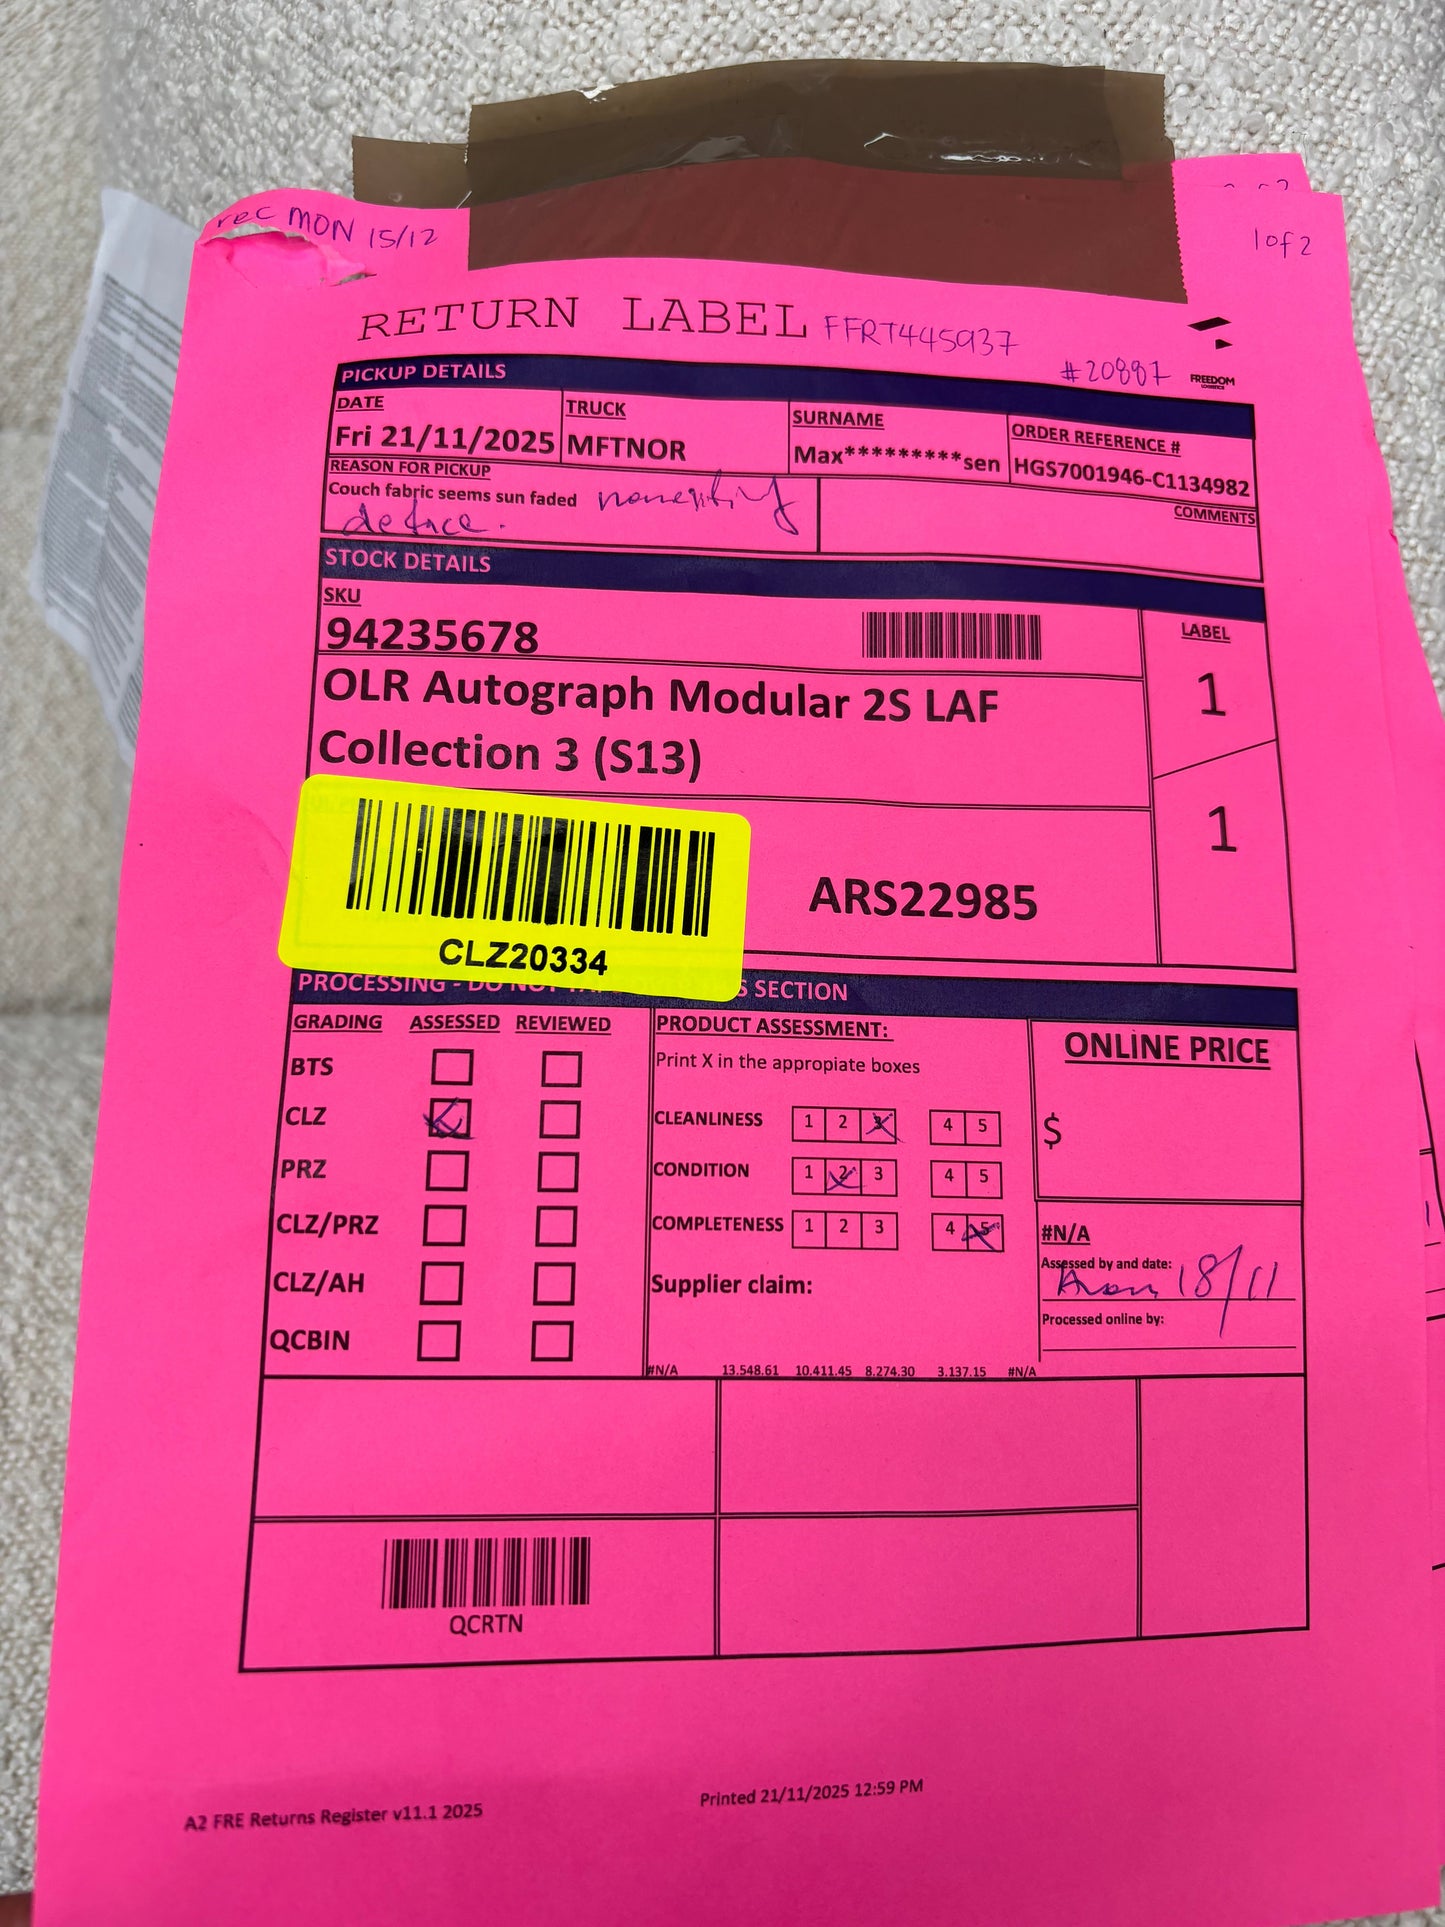 rec MON 15/12
1 of 2
RETURN LABEL FFRT445937
#20887
FREEDOM
PICKUP DETAILS
DATE
Fri 21/11/2025
TRUCK
MFTNOR
SURNAME
Max*********sen
ORDER REFERENCE #
HGS7001946-C1134982
REASON FOR PICKUP
Couch fabric seems sun faded
COMMENTS
STOCK DETAILS
SKU
94235678
LABEL
1
1
OLR Autograph Modular 2S LAF
Collection 3 (S13)
CLZ20334
ARS22985
PROCESSING - DO NOT SECTION
GRADING ASSESSED REVIEWED
BTS
CLZ
PRZ
CLZ/PRZ
CLZ/AH
QCBIN
PRODUCT ASSESSMENT:
Print X in the appropiate boxes
CLEANLINESS 1 2 3 4 5
CONDITION 1 2 3 4 5
COMPLETENESS 1 2 3 4 5
Supplier claim:
ONLINE PRICE
$
#N/A
Assessed by and date:
18/11
Processed online by:
#N/A 13.548.61 10.411.45 8.274.30 3.137.15 #N/A
QCRTN
A2 FRE Returns Register v11.1 2025
Printed 21/11/2025 12:59 PM